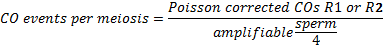 CO events per meiosis = Poisson corrected COs R1 or R2 / amplifiable sperm/4